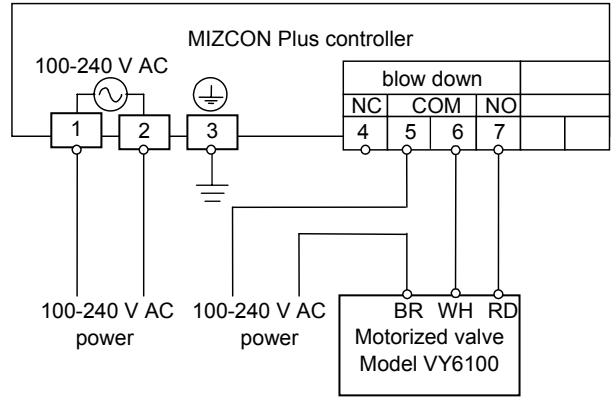 MIZCON Plus controller
100-240 V AC
blow down
NC COM NO
1 2 3 4 5 6 7
100-240 V AC 100-240 V AC
power power
BR WH RD
Motorized valve
Model VY6100